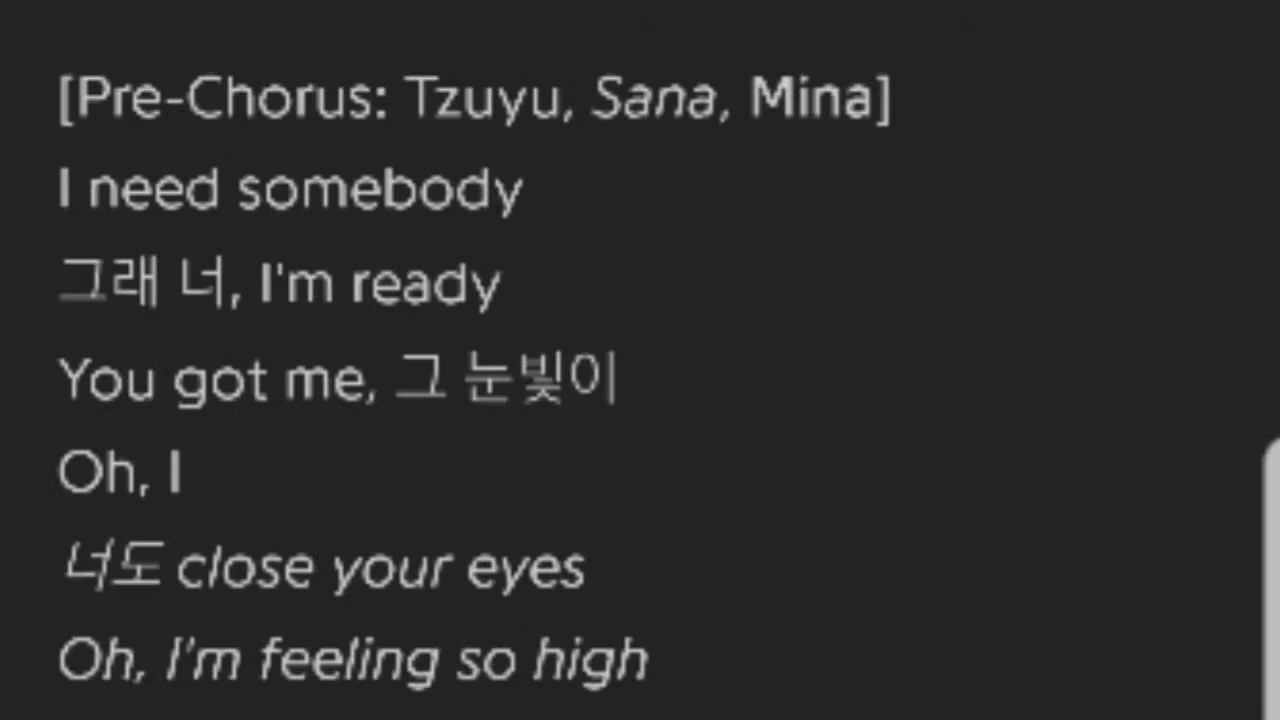 [Pre-Chorus: Tzuyu, Sana, Mina]
I need somebody
그래 너, I'm ready
You got me, 그 눈빛이
Oh, I
너도 close your eyes
Oh, I'm feeling so high